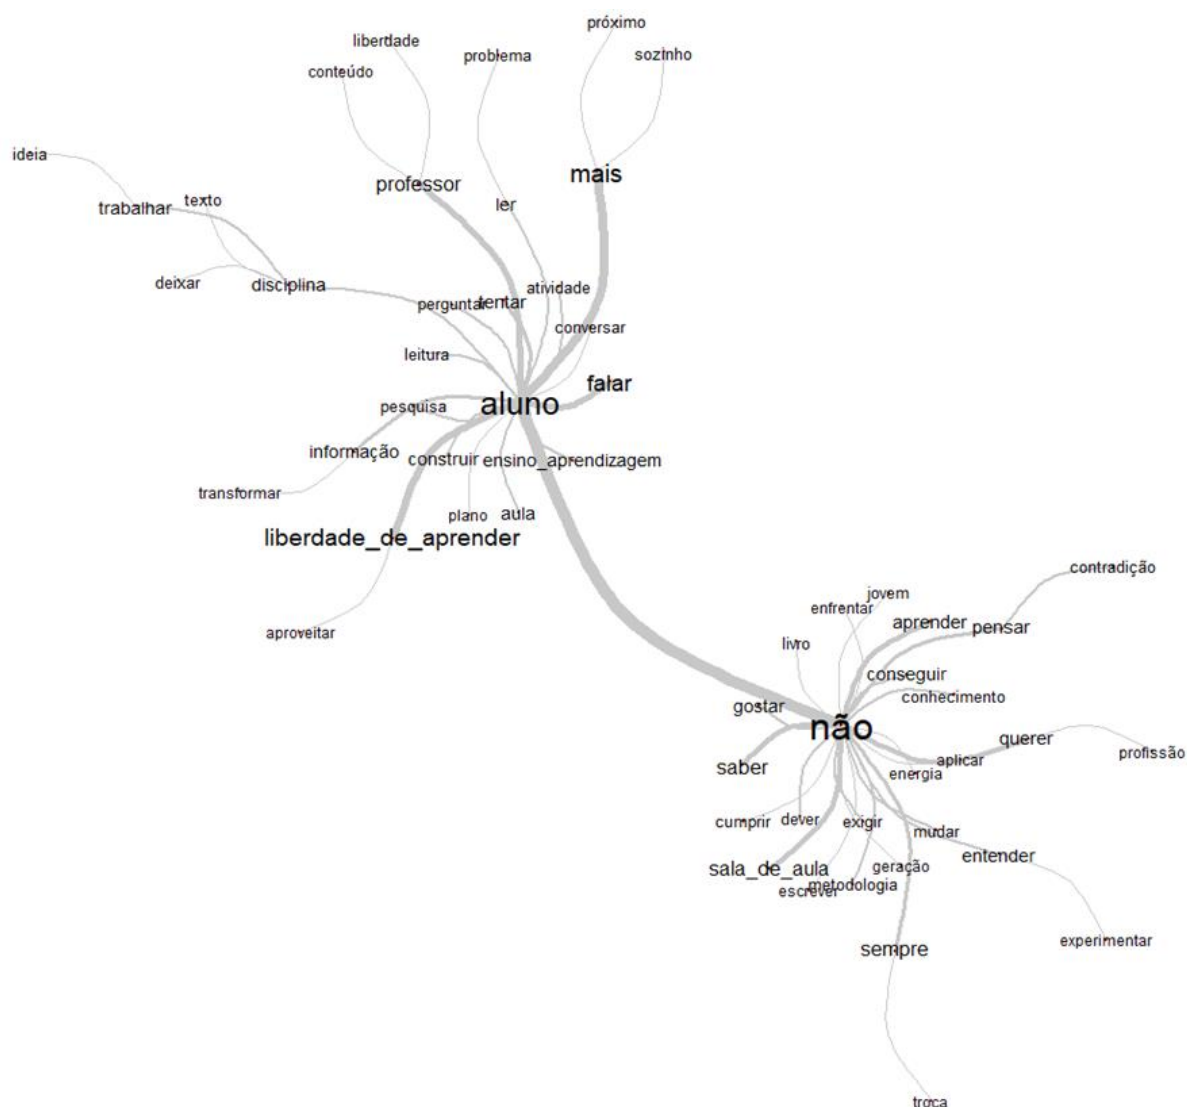 próximo
liberdade
sozinho
problema
conteúdo
ideia
mais
professor
texto
ler
trabalhar
deixar
disciplina
atividade
perguntar
tentar
conversar
leitura
falar
aluno
pesquisa
informação
construir
ensino_aprendizagem
transformar
plano
aula
liberdade_de_aprender
contradição
jovem
enfrentar
aprender
pensar
aproveitar
livro
conseguir
conhecimento
gostar
não
querer
profissão
aplicar
saber
energia
cumprir
dever
exigir
mudar
entender
sala_de_aula
geração
metodologia
escrever
experimentar
sempre
troca